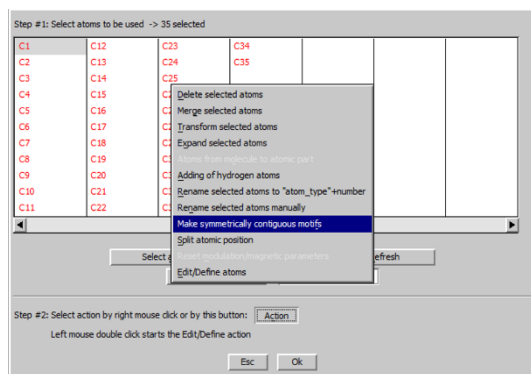 Step #1: Select atoms to be used -> 35 selected
C1 C12 C23 C34
C2 C13 C24 C35
C3 C14 C25
C4 C15
C5 C16
C6 C17
C7 C18
C8 C19
C9 C20
C10 C21
C11 C22
Delete selected atoms
Merge selected atoms
Transform selected atoms
Expand selected atoms
Atoms from molecule to atomic part
Adding of hydrogen atoms
Rename selected atoms to "atom_type"+number
Rename selected atoms manually
Make symmetrically contiguous motifs
Split atomic position
Reset modulation/magnetic parameters
Edit/Define atoms
Select
efresh
Step #2: Select action by right mouse click or by this button: Action
Left mouse double click starts the Edit/Define action
Esc Ok